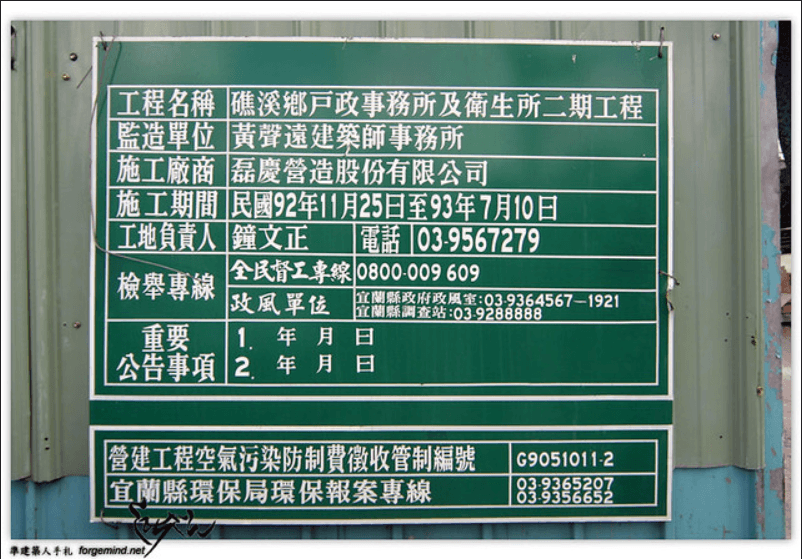 工程名稱 礁溪鄉戶政事務所及衛生所二期工程
監造單位 黃聲遠建築師事務所
施工廠商 磊慶營造股份有限公司
施工期間 民國92年11月25日至93年7月10日
工地負責人 鐘文正 電話 03-9567279
檢舉專線 全民督工專線 0800-009 609
政風單位 宜蘭縣政府政風室:03-9364567-1921
宜蘭縣調查站:03-9288888
重要 1. 年 月 日
公告事項 2. 年 月 日
營建工程空氣污染防制費徵收管制編號 G9051011-2
宜蘭縣環保局環保報案專線 03-9365207
03-9356652
準建築人手札 forgemind.net